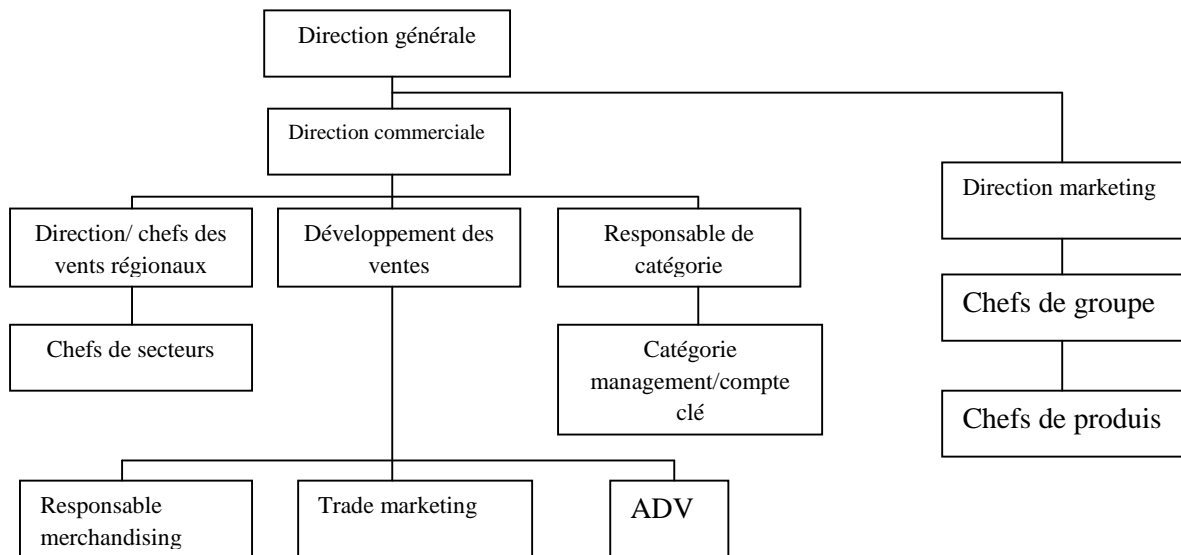 Direction générale
Direction commerciale
Direction marketing
Direction/ chefs des
vents régionaux
Développement des
ventes
Responsable de
catégorie
Chefs de groupe
Chefs de secteurs
Catégorie
management/compte
clé
Chefs de produis
Responsable
merchandising
Trade marketing
ADV